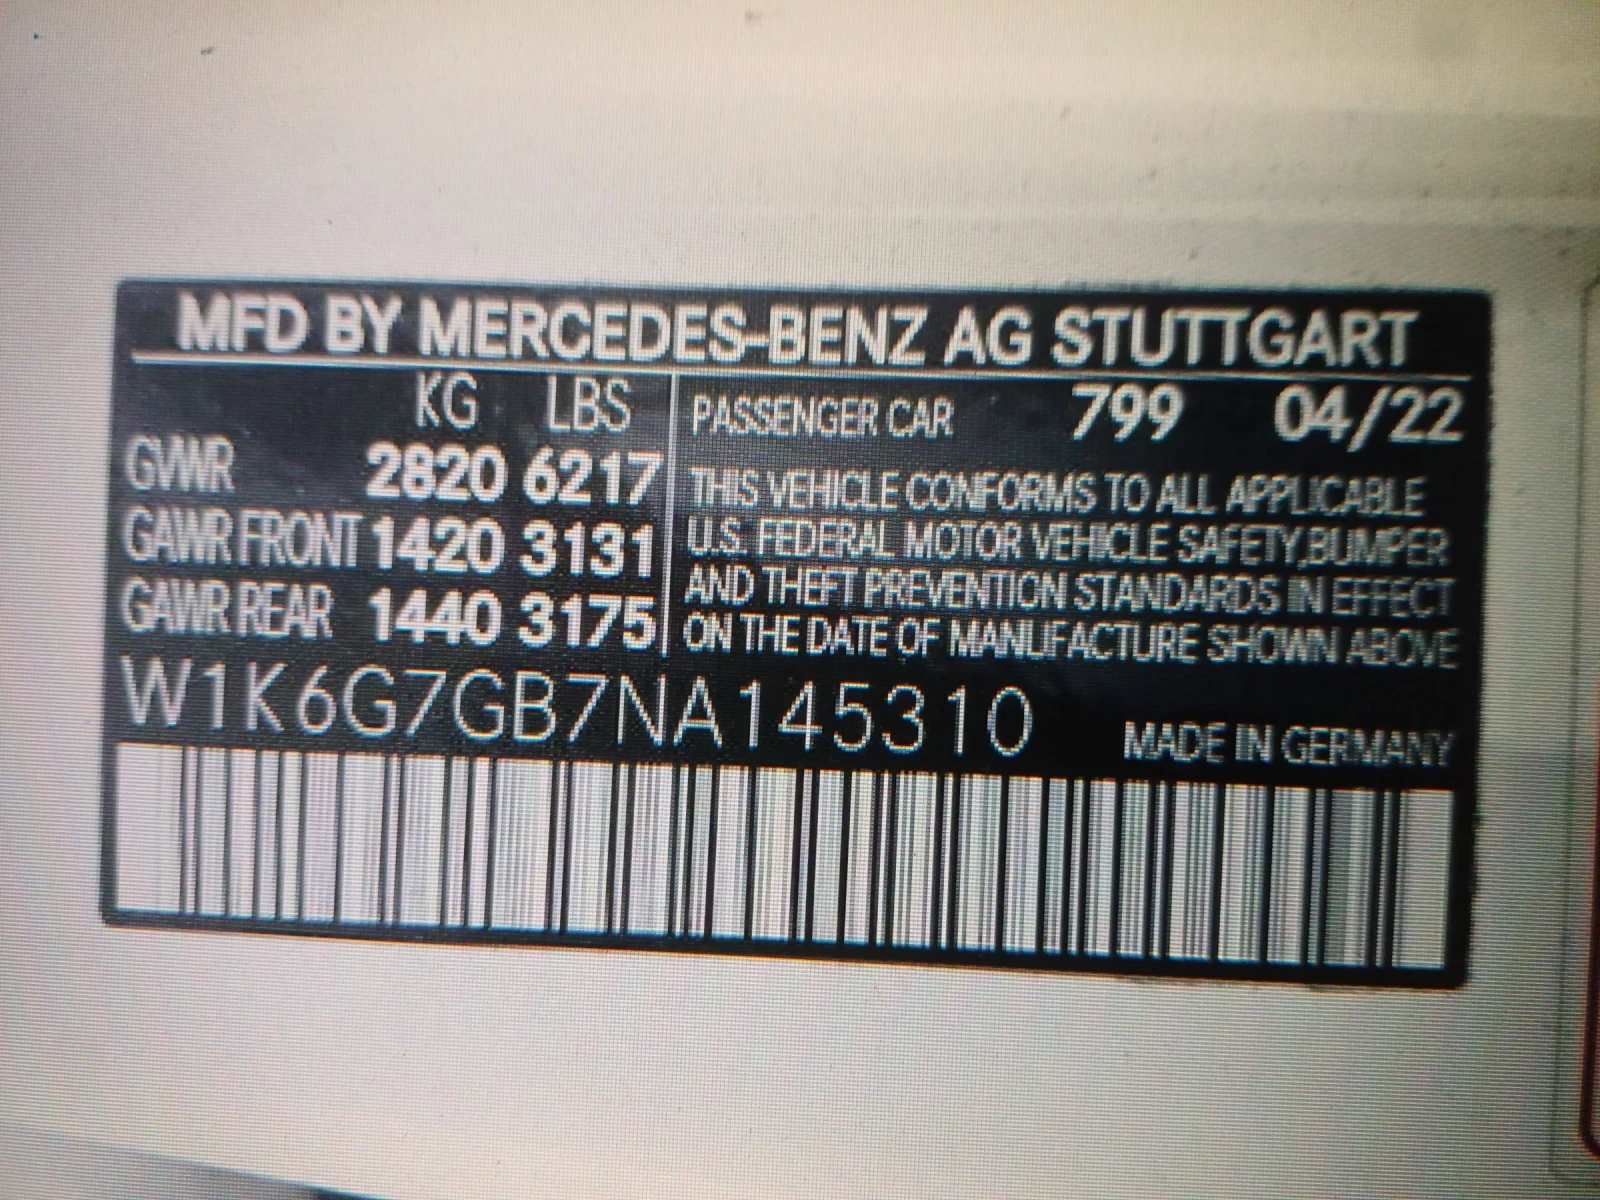 MFD BY MERCEDES-BENZ AG STUTTGART
KG LBS
GVWR 2820 6217
GAWR FRONT 1420 3131
GAWR REAR 1440 3175
PASSENGER CAR 799 04/22
THIS VEHICLE CONFORMS TO ALL APPLICABLE
U.S. FEDERAL MOTOR VEHICLE SAFETY,BUMPER
AND THEFT PREVENTION STANDARDS IN EFFECT
ON THE DATE OF MANUFACTURE SHOWN ABOVE
W1K6G7GB7NA145310
MADE IN GERMANY